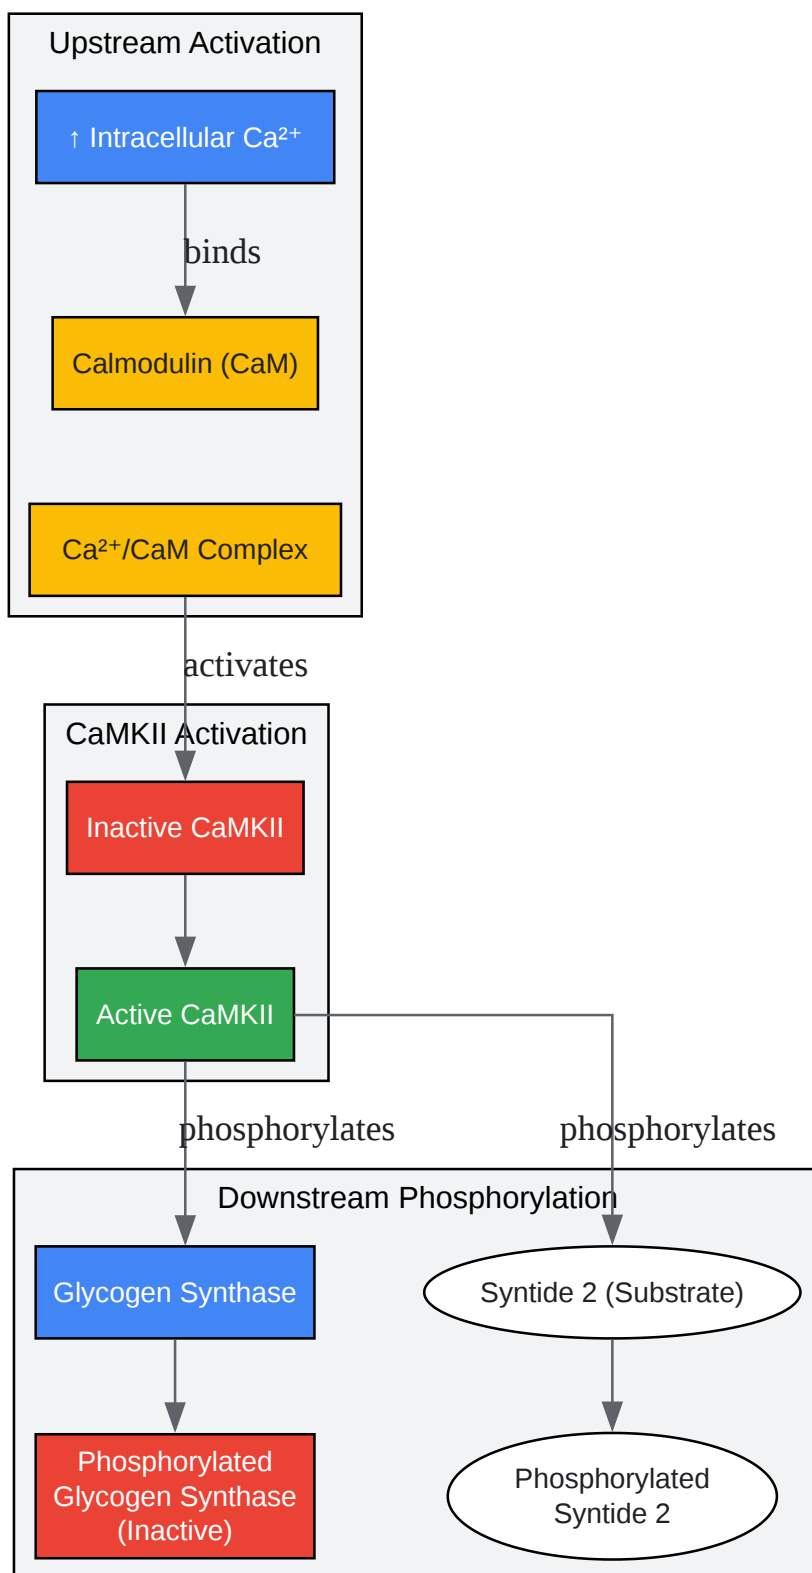 Upstream Activation
↑ Intracellular Ca²⁺
binds
Calmodulin (CaM)
Ca²⁺/CaM Complex
activates
CaMKII Activation
Inactive CaMKII
Active CaMKII
phosphorylates
phosphorylates
Downstream Phosphorylation
Glycogen Synthase
Syntide 2 (Substrate)
Phosphorylated
Glycogen Synthase
(Inactive)
Phosphorylated
Syntide 2